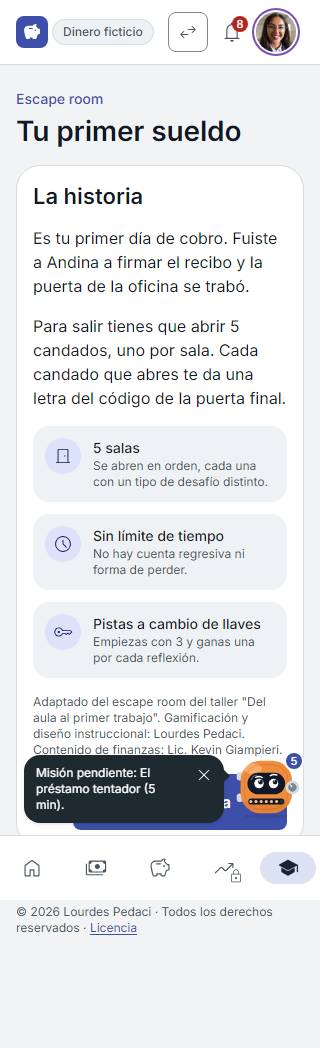 Dinero ficticio
8
Escape room
Tu primer sueldo
La historia
Es tu primer día de cobro. Fuiste
a Andina a firmar el recibo y la
puerta de la oficina se trabó.
Para salir tienes que abrir 5
candados, uno por sala. Cada
candado que abres te da una
letra del código de la puerta final.
5 salas
Se abren en orden, cada una
con un tipo de desafío distinto.
Sin límite de tiempo
No hay cuenta regresiva ni
forma de perder.
Pistas a cambio de llaves
Empiezas con 3 y ganas una
por cada reflexión.
Adaptado del escape room del taller "Del
aula al primer trabajo". Gamificación y
diseño instruccional: Lourdes Pedaci.
Contenido de finanzas: Lic. Kevin Giampieri.
Misión pendiente: El
préstamo tentador (5
min).
5
a
© 2026 Lourdes Pedaci · Todos los derechos
reservados · Licencia